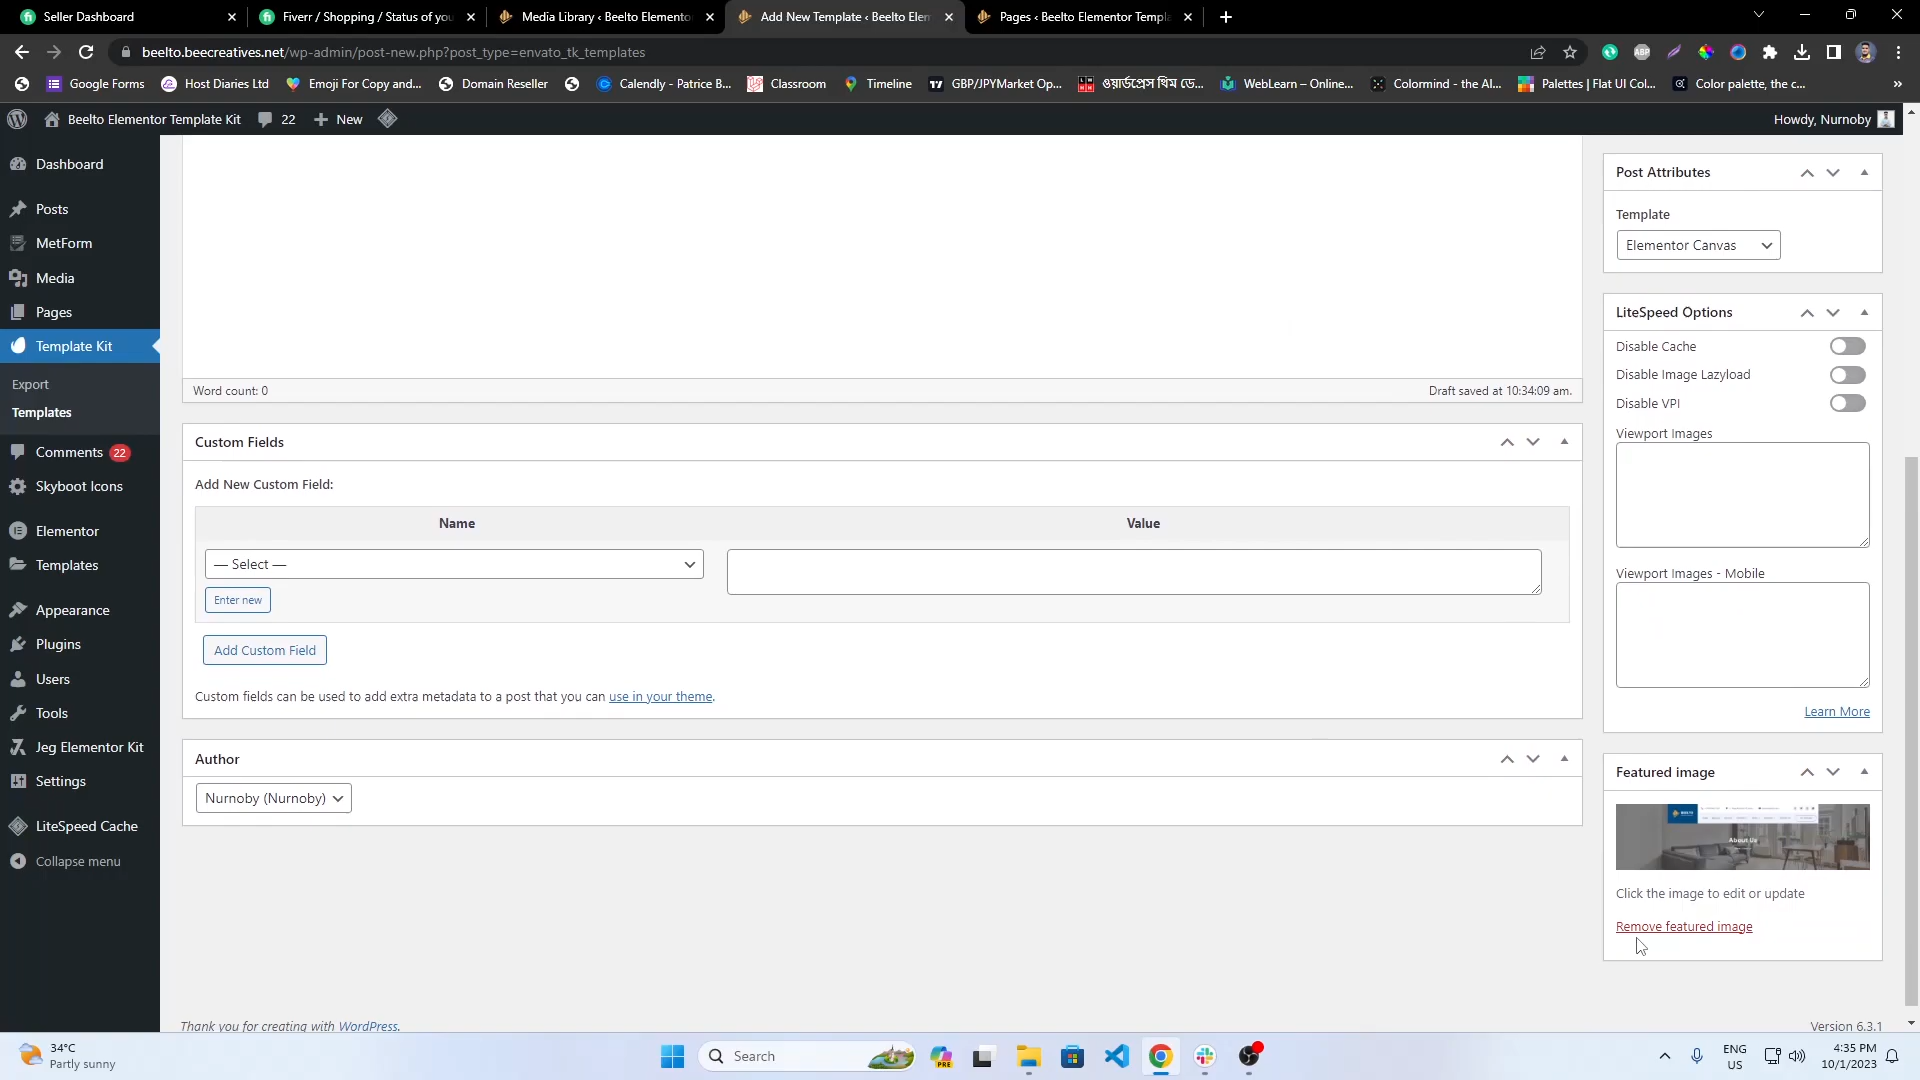 Seller Dashboard
Fiverr / Shopping / Status of you
Media Library ‹ Beelto Elemento
Add New Template ‹ Beelto Elem
Pages ‹ Beelto Elementor Templa
beelto.beecreatives.net/wp-admin/post-new.php?post_type=envato_tk_templates
Google Forms
Host Diaries Ltd
Emoji For Copy and...
Domain Reseller
Calendly - Patrice B...
Classroom
Timeline
GBP/JPYMarket Op...
ওয়ার্ডপ্রেস থিম ডে...
WebLearn – Online...
Colormind - the AI...
Palettes | Flat UI Col...
Color palette, the c...
Beelto Elementor Template Kit
22
New
Howdy, Nurnoby
Dashboard
Posts
MetForm
Media
Pages
Template Kit
Export
Templates
Comments 22
Skyboot Icons
Elementor
Templates
Appearance
Plugins
Users
Tools
Jeg Elementor Kit
Settings
LiteSpeed Cache
Collapse menu
Word count: 0
Draft saved at 10:34:09 am.
Custom Fields
Add New Custom Field:
Name
Value
— Select —
Enter new
Add Custom Field
Custom fields can be used to add extra metadata to a post that you can use in your theme.
Author
Nurnoby (Nurnoby)
Thank you for creating with WordPress.
Version 6.3.1
Post Attributes
Template
Elementor Canvas
LiteSpeed Options
Disable Cache
Disable Image Lazyload
Disable VPI
Viewport Images
Viewport Images - Mobile
Learn More
Featured image
About Us
Click the image to edit or update
Remove featured image
34°C
Partly sunny
Search
PRE
ENG
US
4:35 PM
10/1/2023